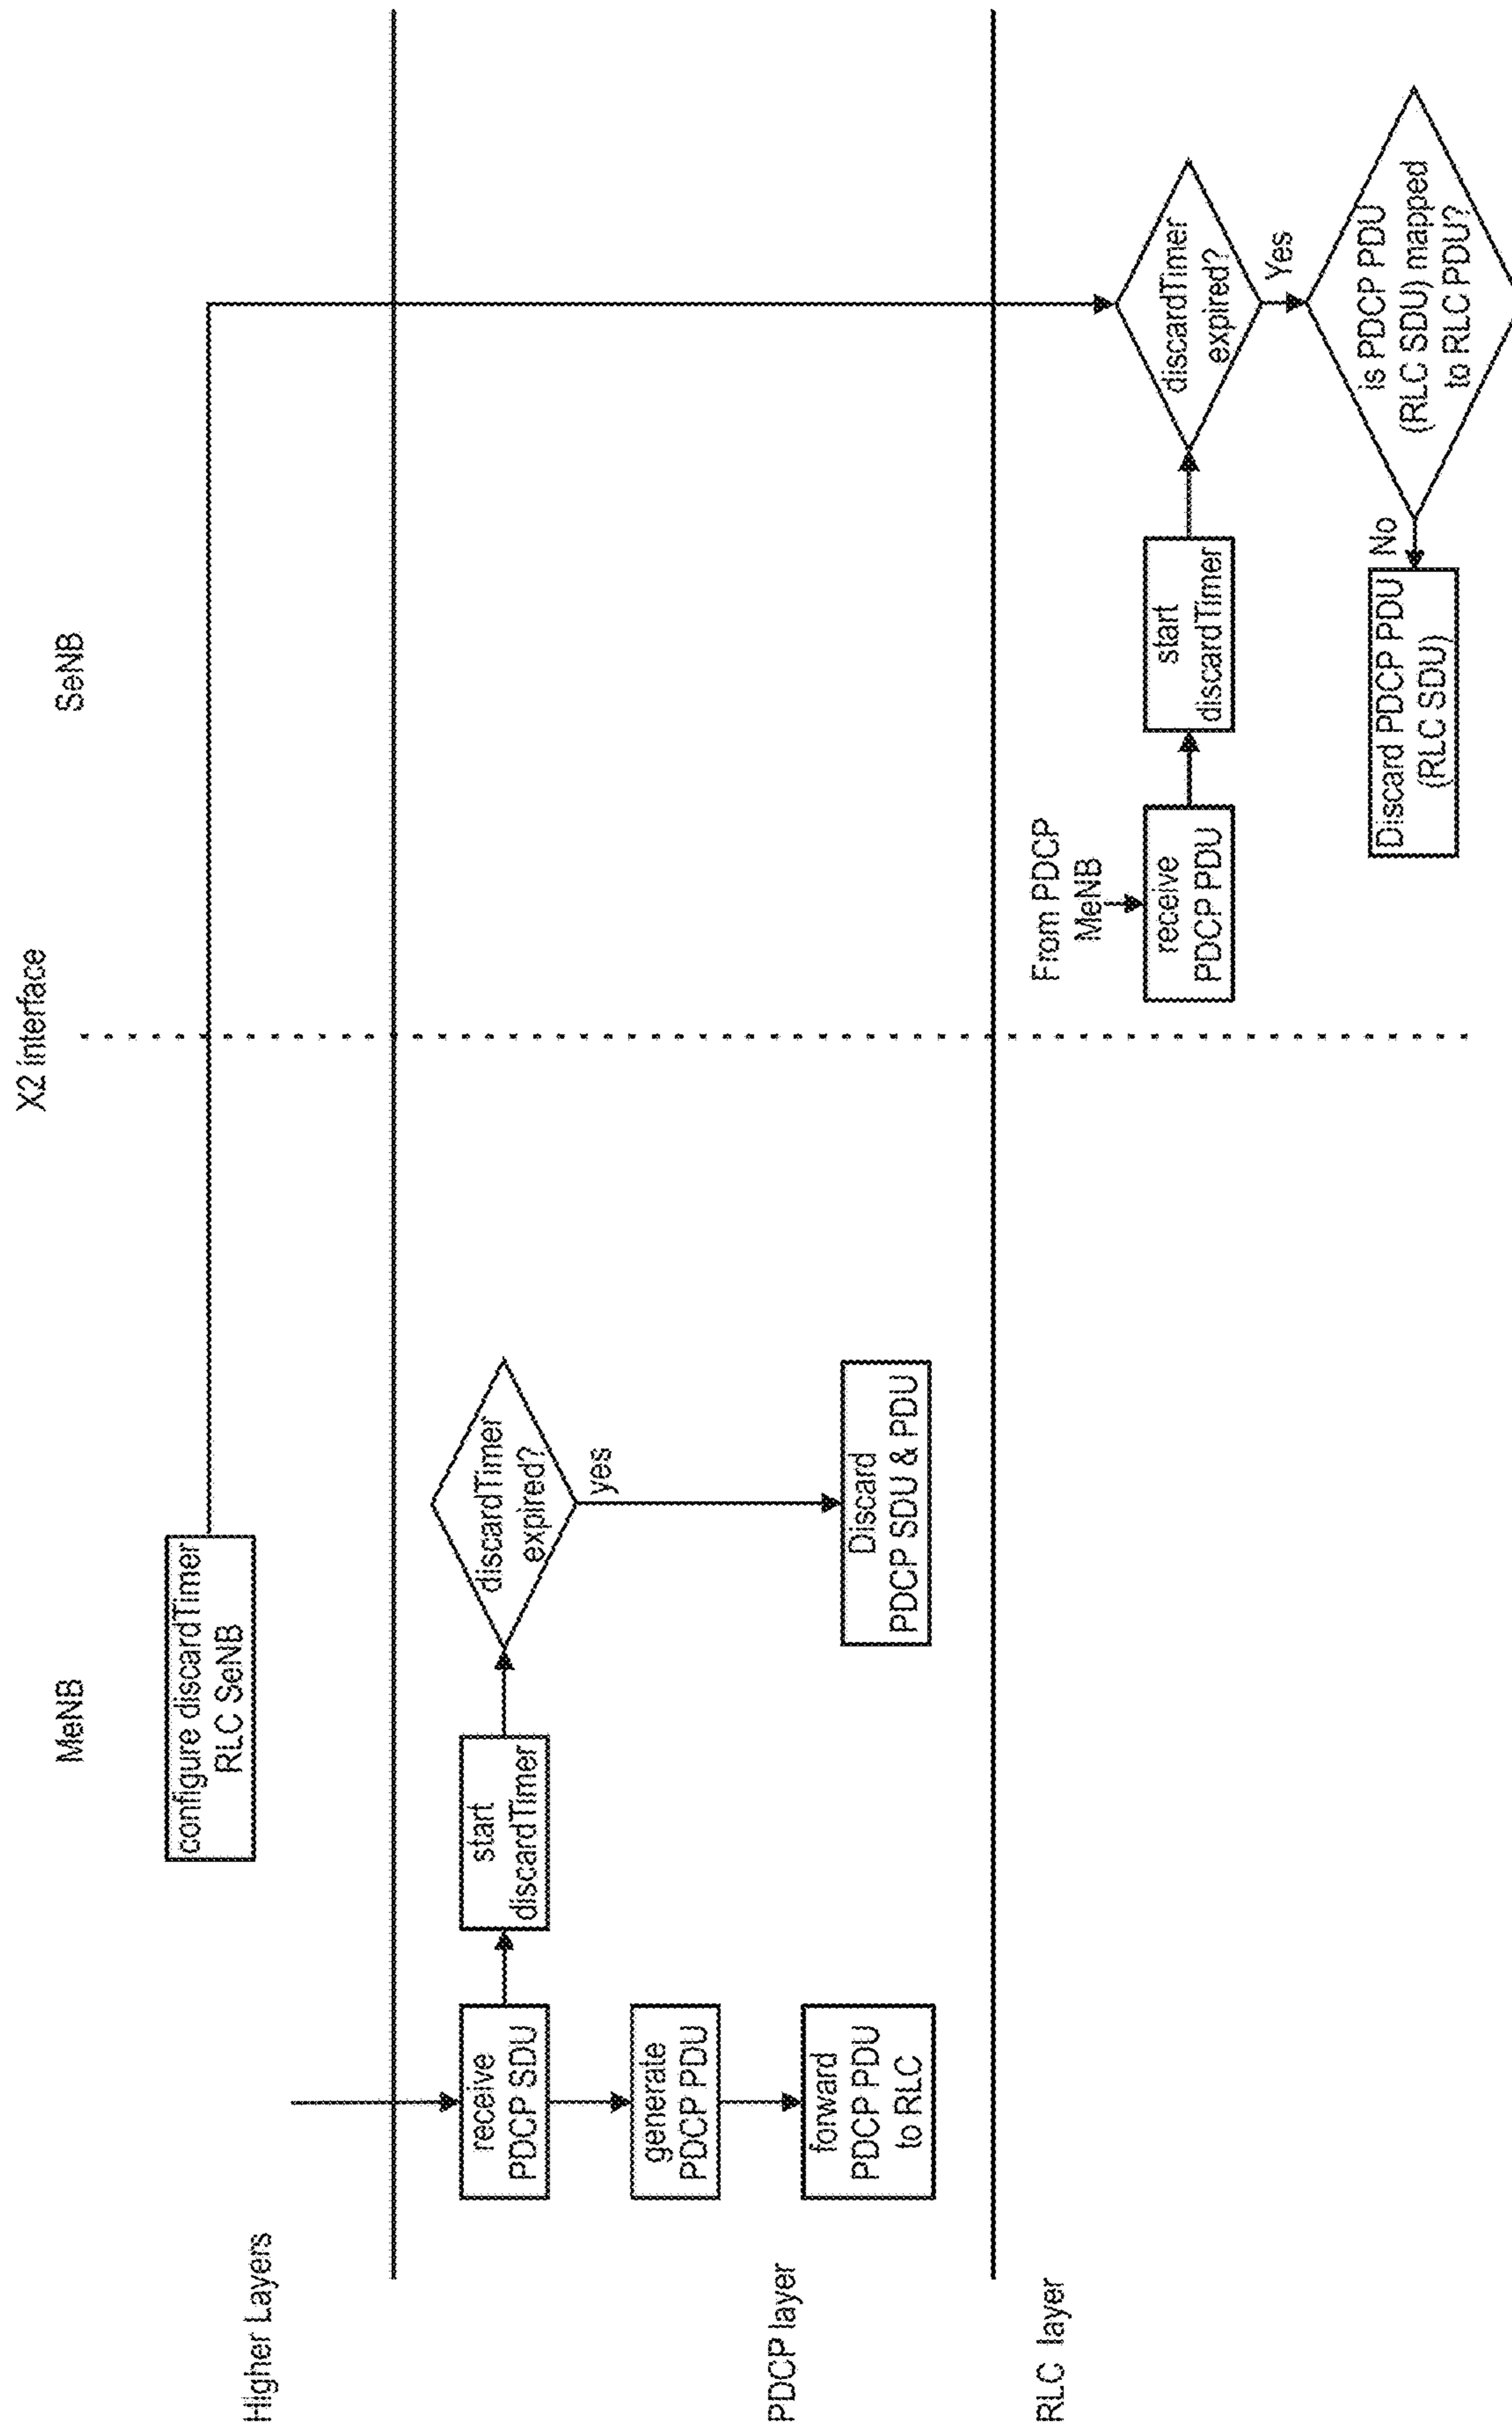 X2 interface
MeNB
SeNB
Higher Layers
configure discardTimer
RLC SeNB
PDCP layer
receive
PDCP SDU
start
discardTimer
discardTimer
expired?
yes
generate
PDCP PDU
forward
PDCP PDU
to RLC
Discard
PDCP SDU & PDU
RLC layer
From PDCP
MeNB
receive
PDCP PDU
start
discardTimer
discardTimer
expired?
Yes
is PDCP PDU
(RLC SDU) mapped
to RLC PDU?
No
Discard PDCP PDU
(RLC SDU)